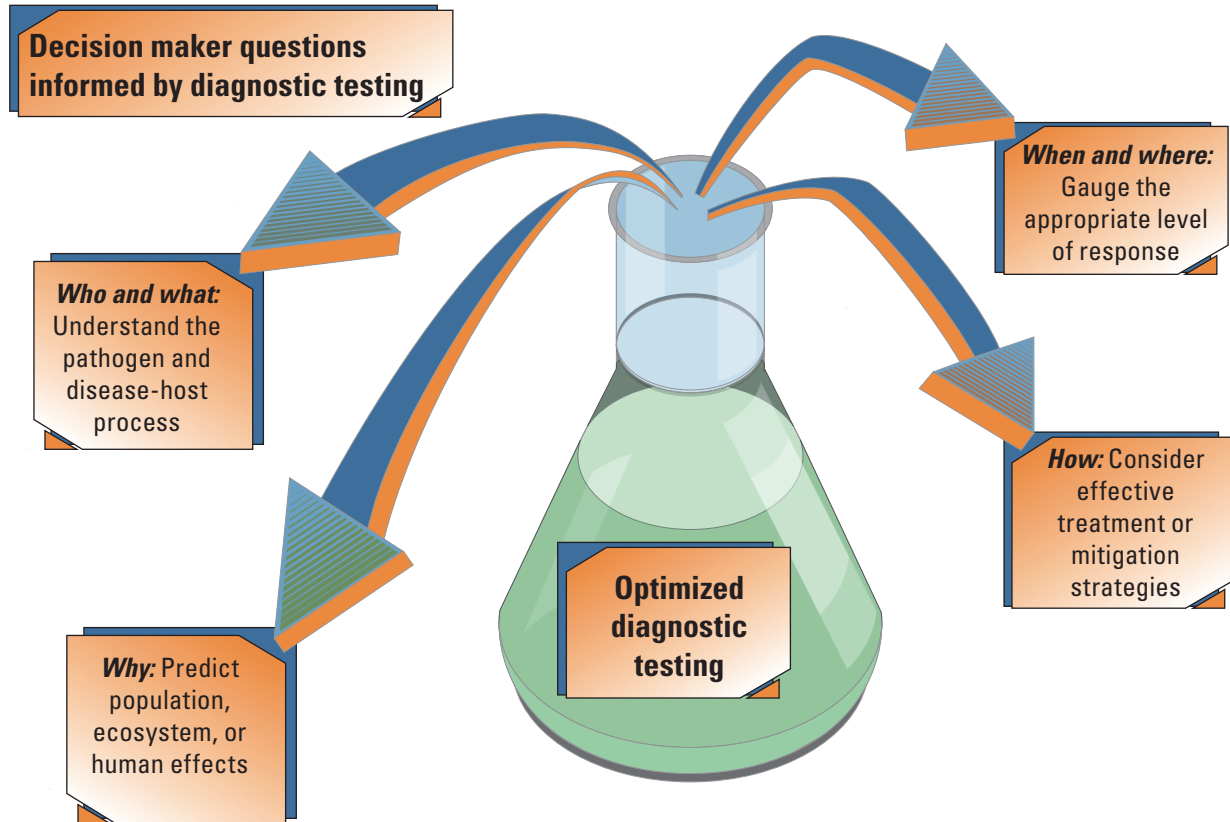 Decision maker questions
informed by diagnostic testing
When and where:
Gauge the
appropriate level
of response
Who and what:
Understand the
pathogen and
disease-host
process
How: Consider
effective
treatment or
mitigation
strategies
Optimized
diagnostic
testing
Why: Predict
population,
ecosystem, or
human effects